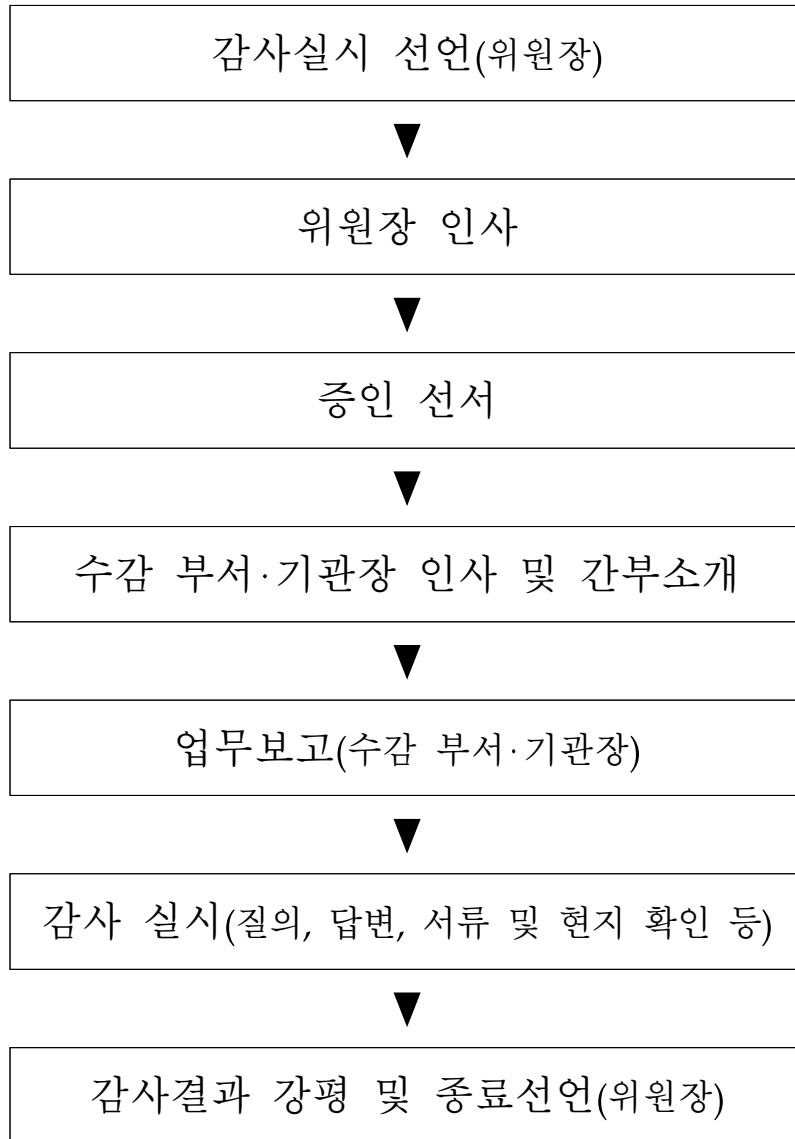 감사실시 선언(위원장)
위원장 인사
증인 선서
수감 부서·기관장 인사 및 간부소개
업무보고(수감 부서·기관장)
감사 실시(질의, 답변, 서류 및 현지 확인 등)
감사결과 강평 및 종료선언(위원장)